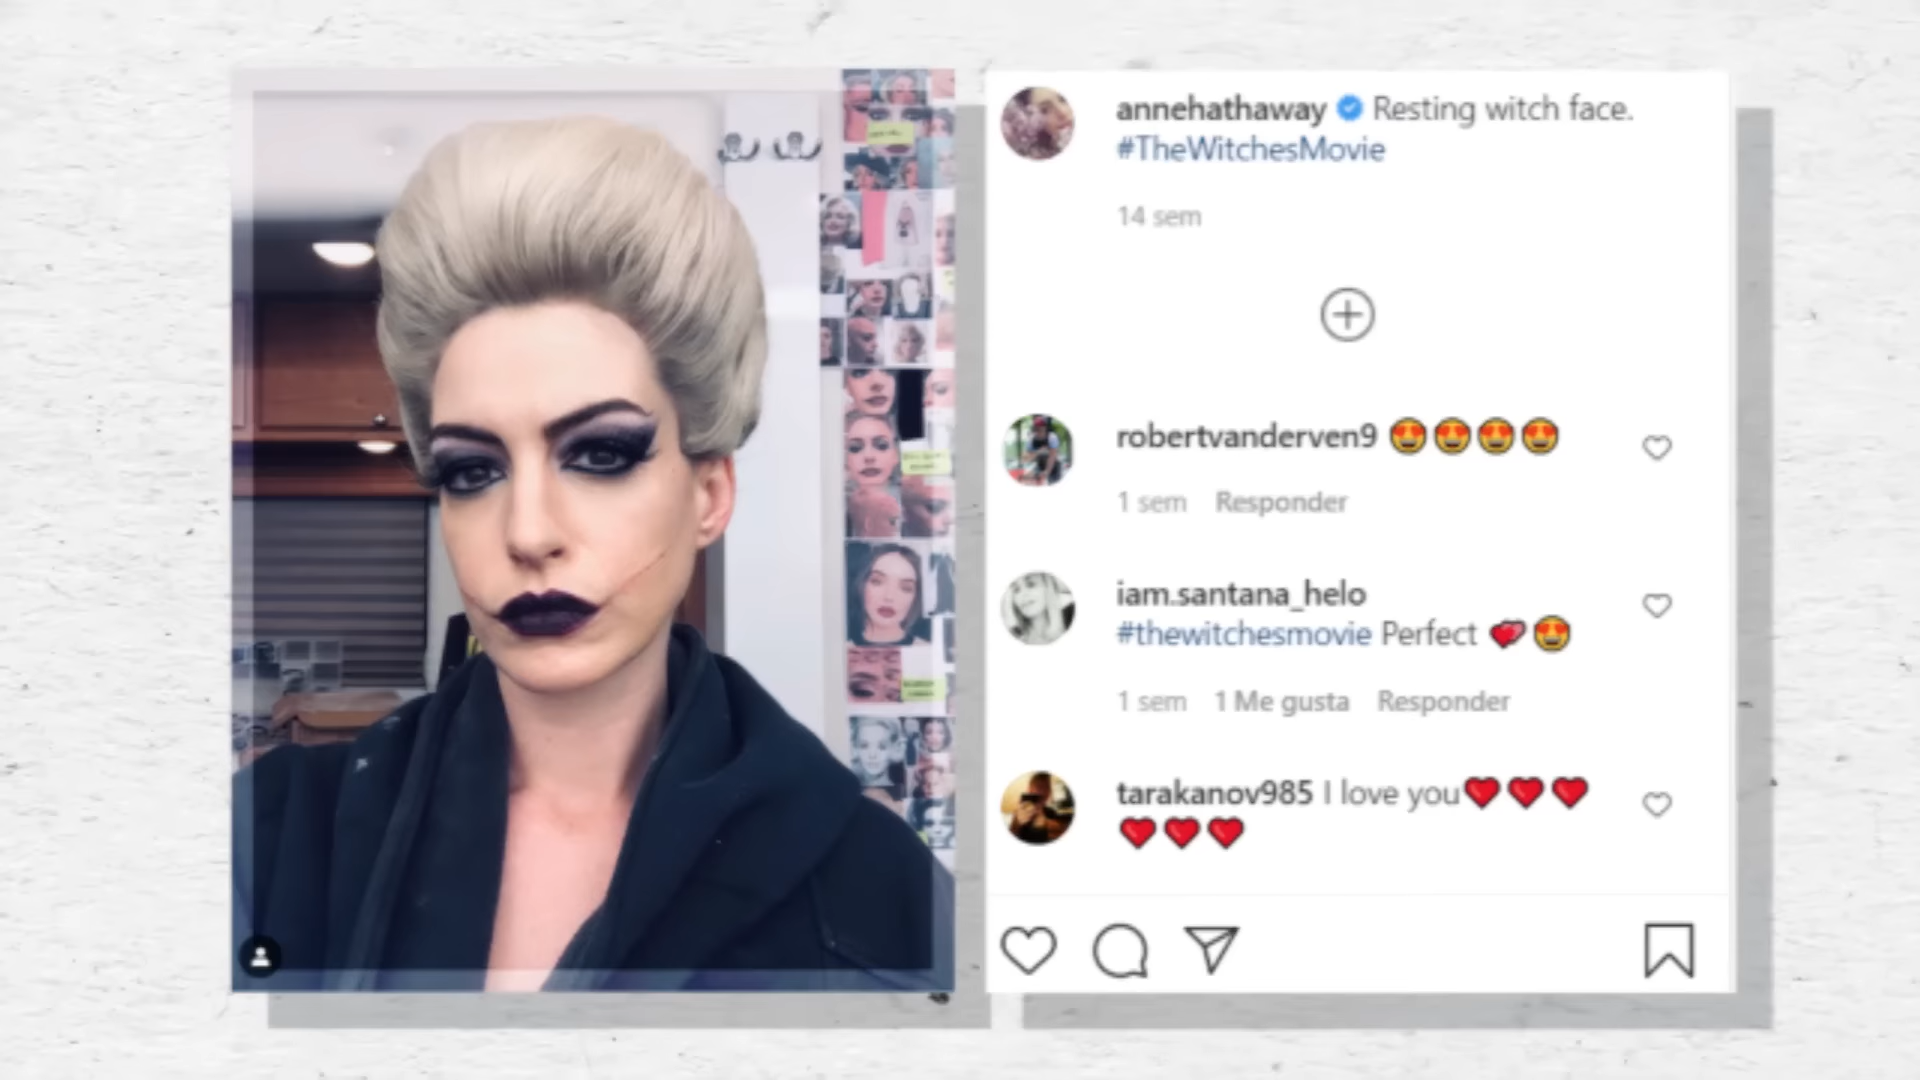 annehathaway Resting witch face.
#TheWitchesMovie
14 sem
robertvanderven9 😍😍😍😍
1 sem Responder
iam.santana_helo
#thewitchesmovie Perfect 💕😍
1 sem 1 Me gusta Responder
tarakanov985 I love you❤❤❤
❤❤❤